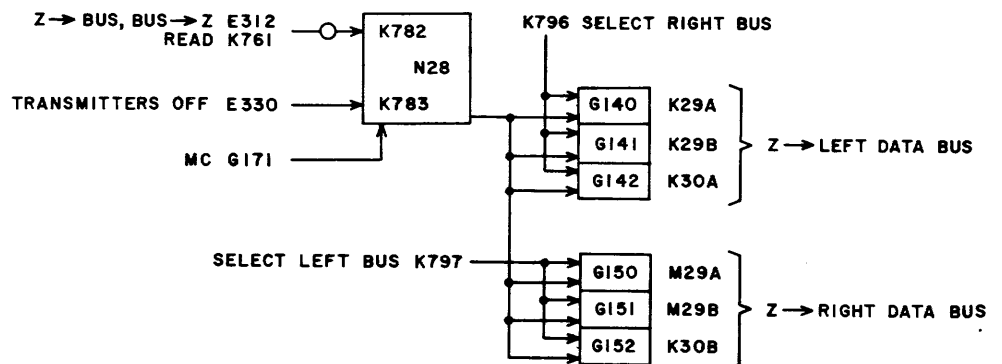 Z → BUS, BUS → Z E312
READ K761
K782
N28
K783
TRANSMITTERS OFF E330
MC G171
K796 SELECT RIGHT BUS
G140 K29A
G141 K29B
G142 K30A
Z → LEFT DATA BUS
SELECT LEFT BUS K797
G150 M29A
G151 M29B
G152 K30B
Z → RIGHT DATA BUS